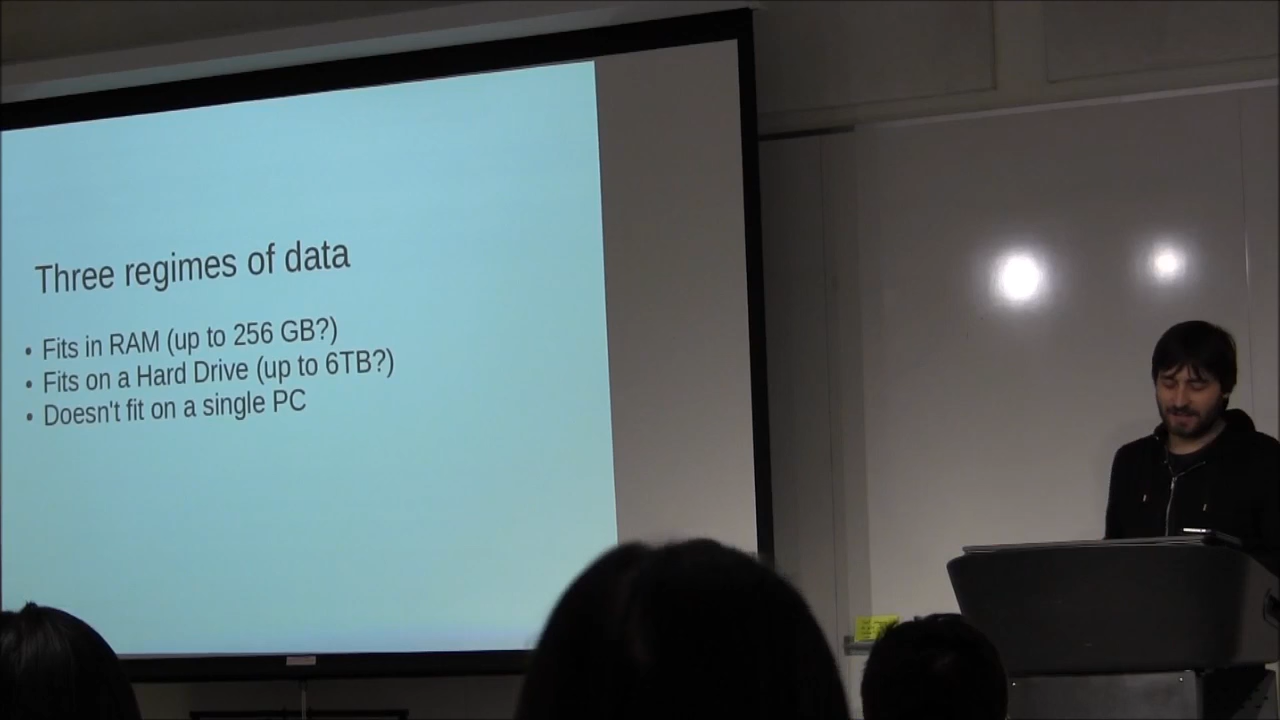 Three regimes of data
• Fits in RAM (up to 256 GB?)
• Fits on a Hard Drive (up to 6TB?)
• Doesn't fit on a single PC